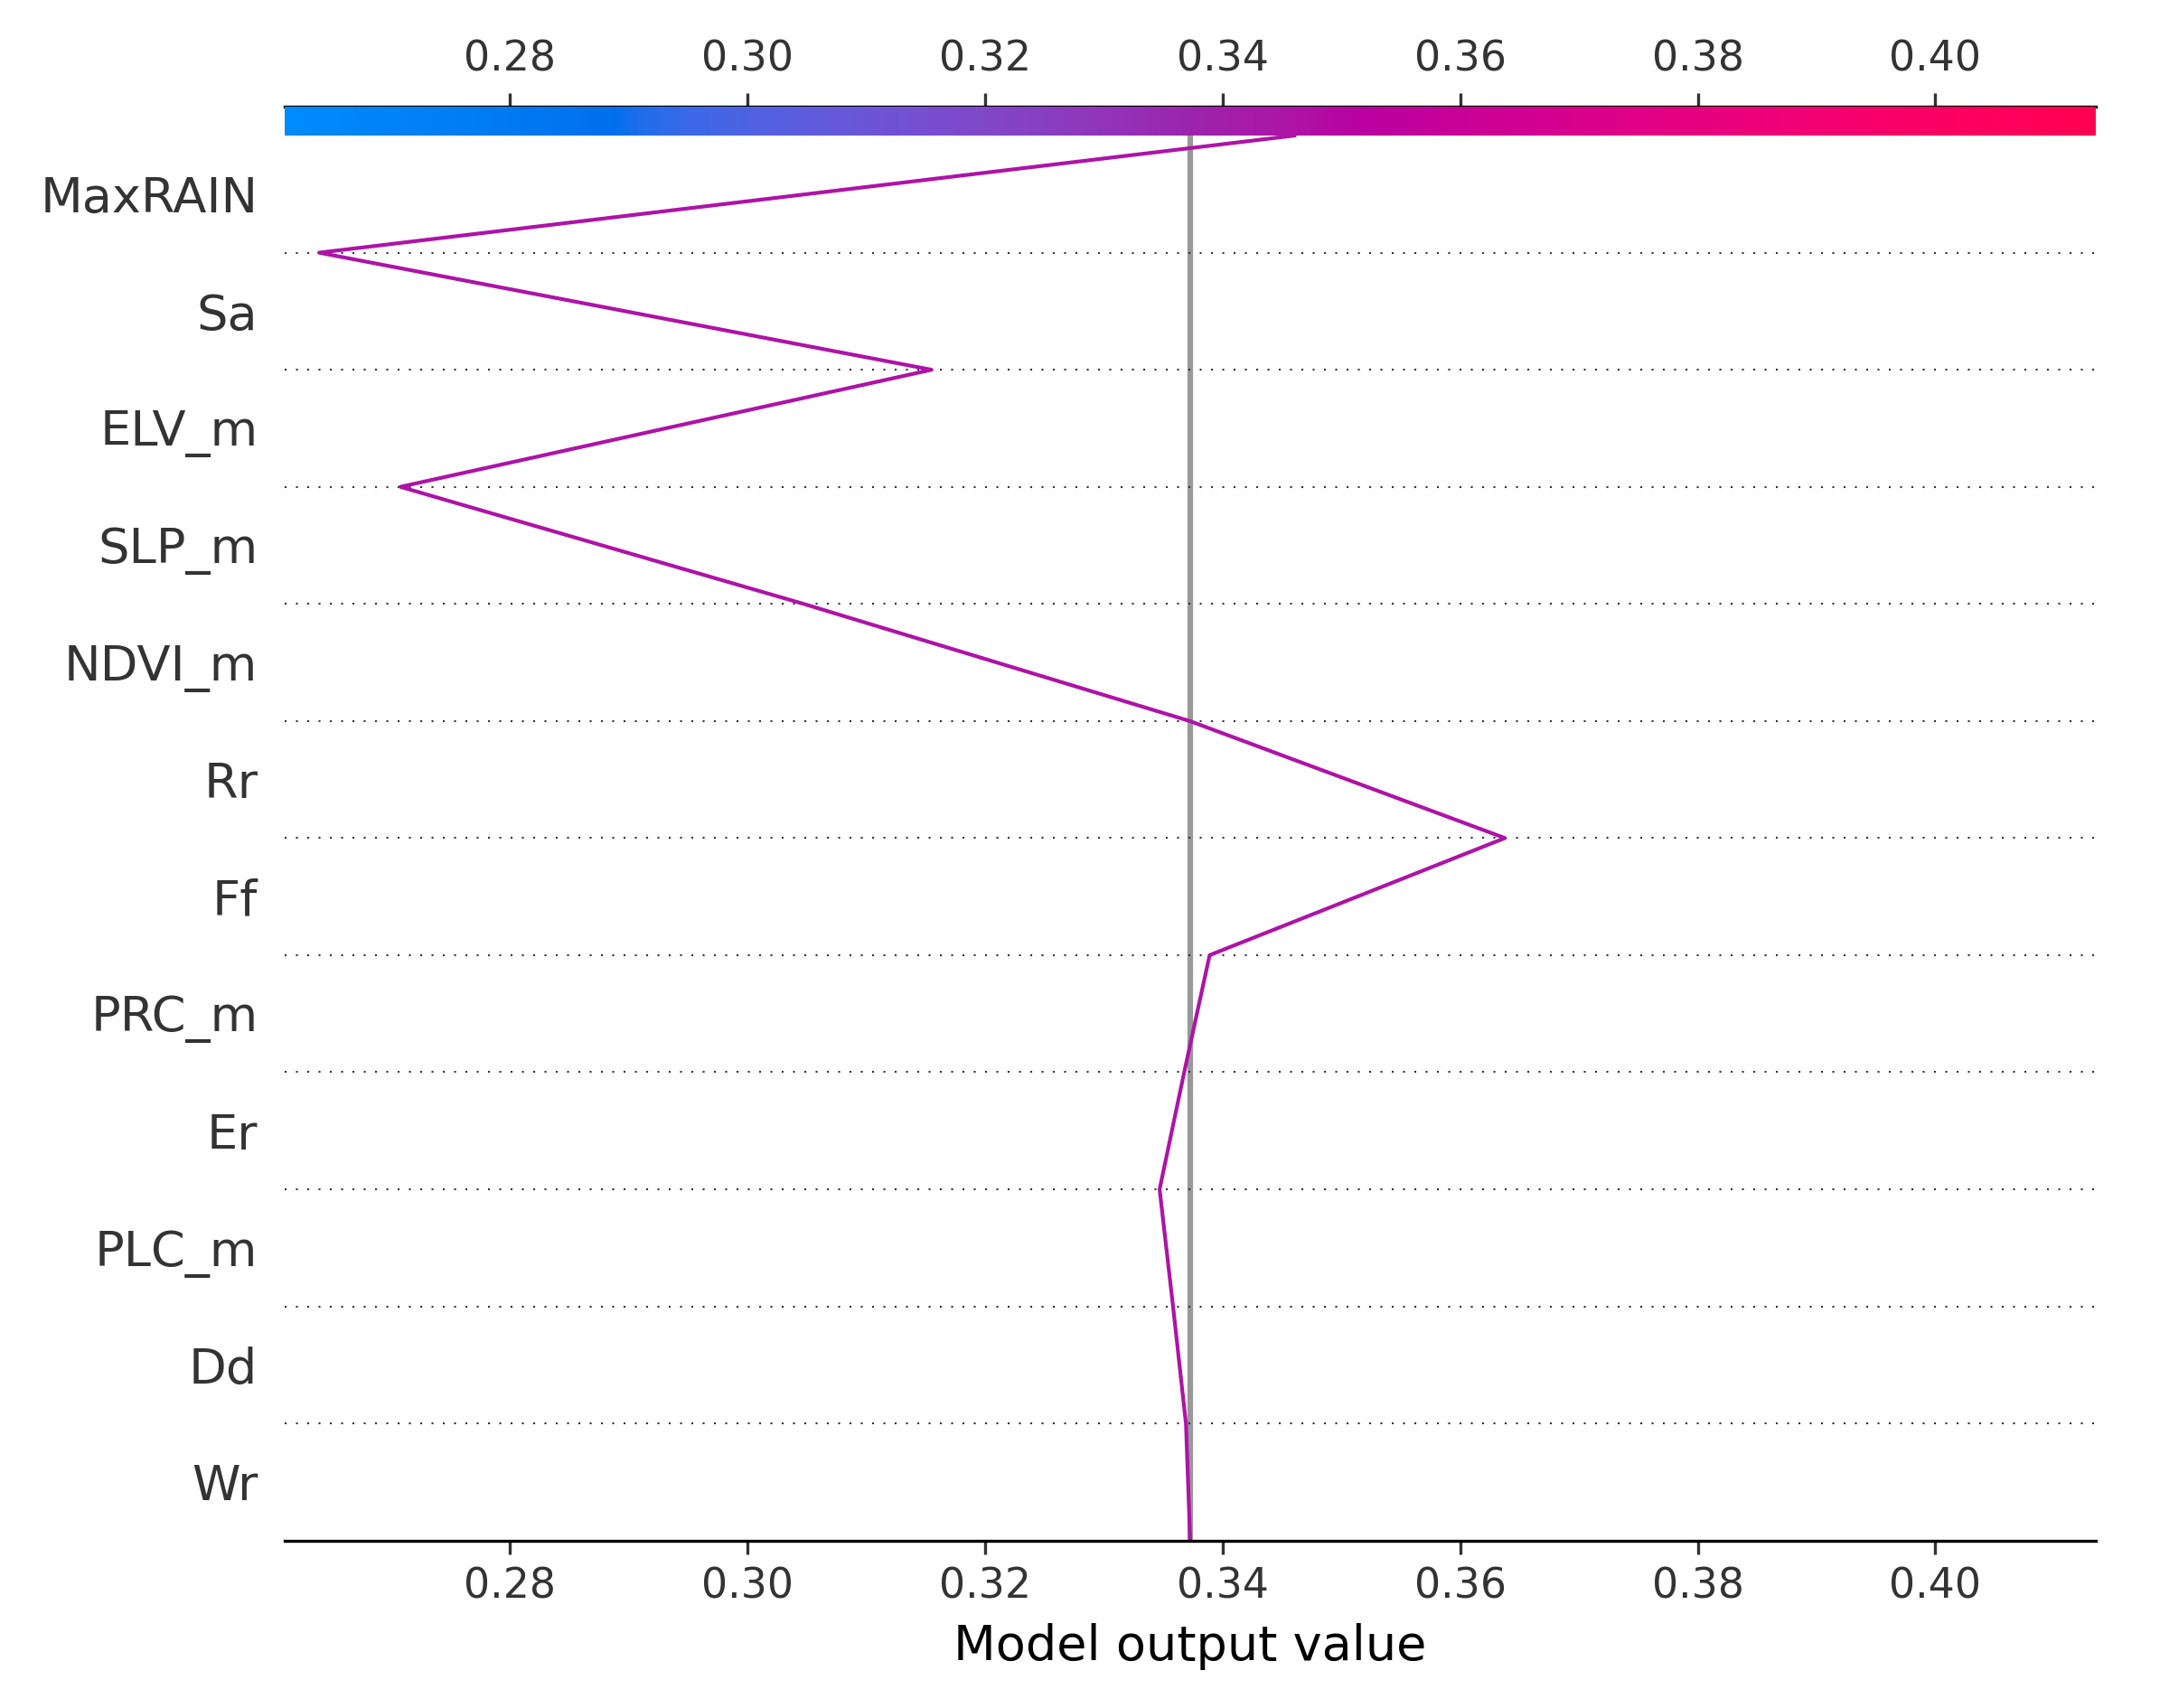 0.28 0.30 0.32 0.34 0.36 0.38 0.40
MaxRAIN
Sa
ELV_m
SLP_m
NDVI_m
Rr
Ff
PRC_m
Er
PLC_m
Dd
Wr
0.28 0.30 0.32 0.34 0.36 0.38 0.40
Model output value